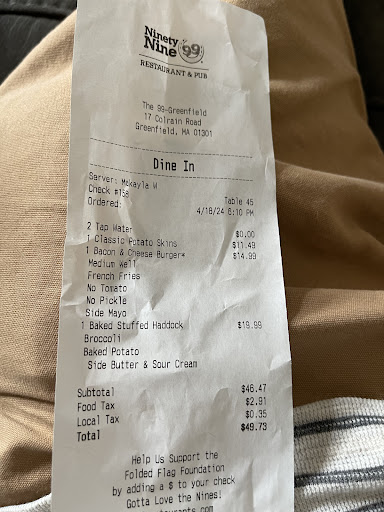 Ninety
Nine 99
RESTAURANT & PUB
The 99-Greenfield
17 Colrain Road
Greenfield, MA 01301
Dine In
Server: Makayla W
Check #158 Table 45
Ordered: 4/18/24 6:10 PM
2 Tap Water $0.00
1 Classic Potato Skins $11.49
1 Bacon & Cheese Burger* $14.99
Medium Well
French Fries
No Tomato
No Pickle
Side Mayo
1 Baked Stuffed Haddock $19.99
Broccoli
Baked Potato
Side Butter & Sour Cream
Subtotal $46.47
Food Tax $2.91
Local Tax $0.35
Total $49.73
Help Us Support the
Folded Flag Foundation
by adding a $ to your check
Gotta Love the Nines!